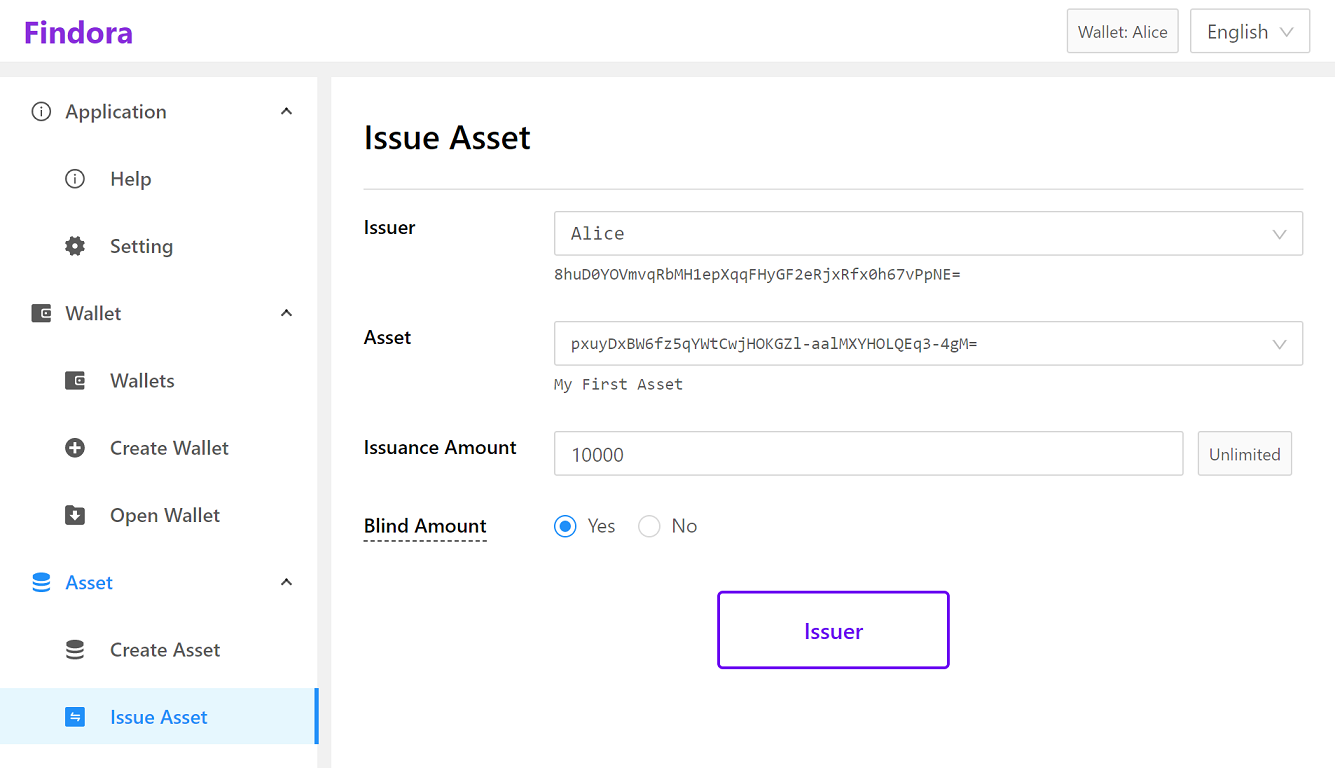 Findora
Wallet: Alice
English
Application
Help
Setting
Wallet
Wallets
Create Wallet
Open Wallet
Asset
Create Asset
Issue Asset
Issue Asset
Issuer
Alice
8huD0YOVmvqRbMH1epXqqFHyGF2eRjxRfx0h67vPpNE=
Asset
pxuyDxBW6fz5qYWtCwjHOKGZl-aalMXYHOLQEq3-4gM=
My First Asset
Issuance Amount
10000
Unlimited
Blind Amount
Yes
No
Issuer